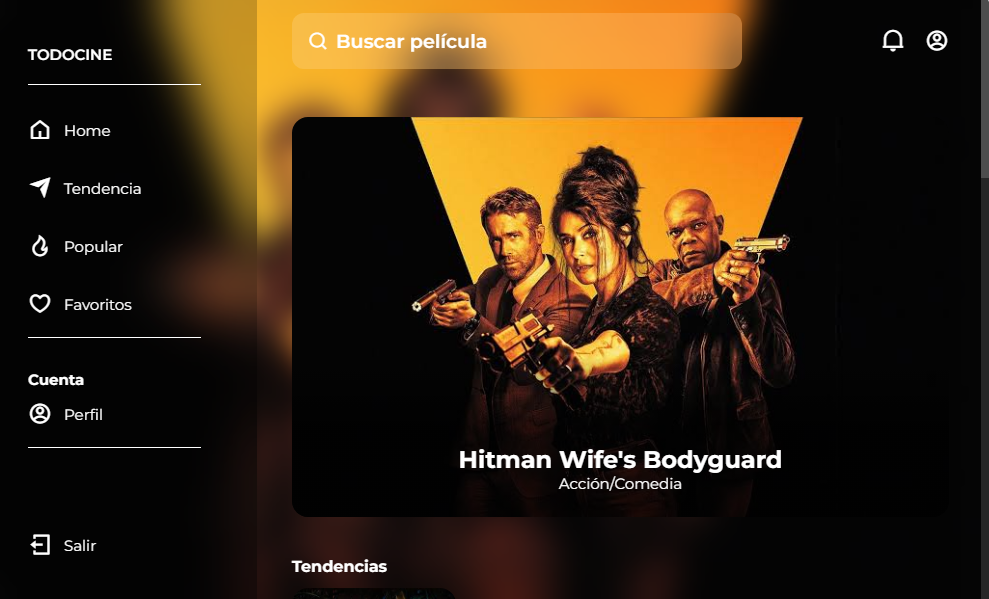 TODOCINE
Home
Tendencia
Popular
Favoritos
Cuenta
Perfil
Salir
Buscar película
Hitman Wife's Bodyguard
Acción/Comedia
Tendencias